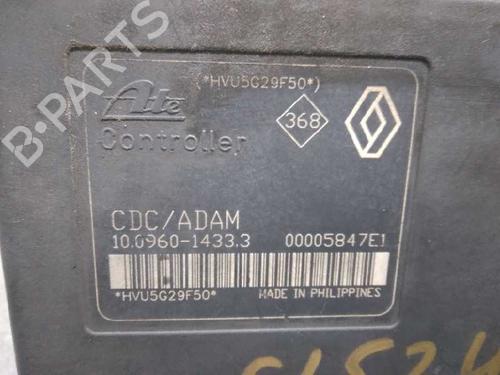 (*HVU5G29F50*)
Ate
Controller
368
CDC/ADAM
10.0960-1433.3 00005847E1
*HVU5G29F50* MADE IN PHILIPPINES
B-PARTS